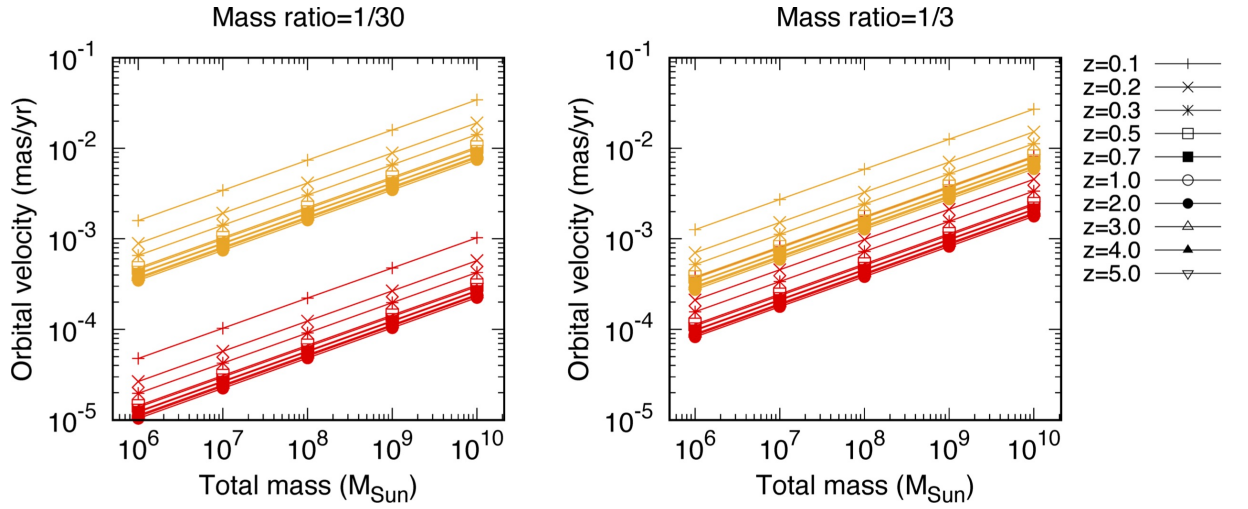 Mass ratio=1/30
Orbital velocity (mas/yr)
10^-1
10^-2
10^-3
10^-4
10^-5
10^6 10^7 10^8 10^9 10^10
Total mass (M_Sun)
Mass ratio=1/3
Orbital velocity (mas/yr)
10^-1
10^-2
10^-3
10^-4
10^-5
10^6 10^7 10^8 10^9 10^10
Total mass (M_Sun)
z=0.1
z=0.2
z=0.3
z=0.5
z=0.7
z=1.0
z=2.0
z=3.0
z=4.0
z=5.0